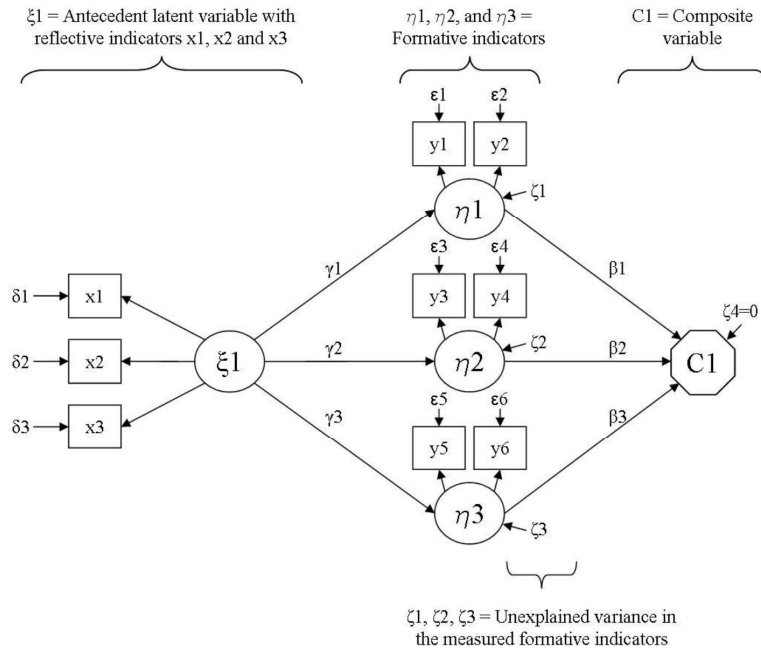 ξ1 = Antecedent latent variable with
reflective indicators x1, x2 and x3
η1, η2, and η3 =
Formative indicators
C1 = Composite
variable
ε1
ε2
y1
y2
ζ1
η1
γ1
β1
ε3
ε4
y3
y4
ζ2
η2
δ1
x1
δ2
x2
δ3
x3
ξ1
γ2
β2
ζ4=0
C1
γ3
β3
ε5
ε6
y5
y6
η3
ζ3
ζ1, ζ2, ζ3 = Unexplained variance in
the measured formative indicators